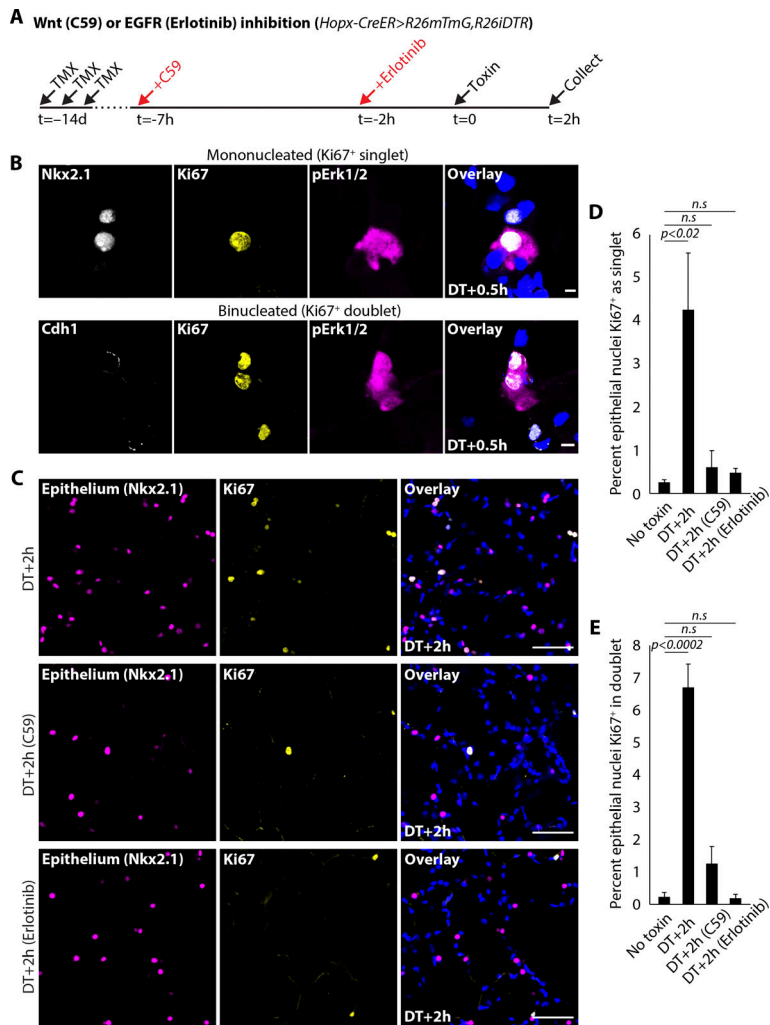 A Wnt (C59) or EGFR (Erlotinib) inhibition (Hopx-CreER>R26mTmG,R26iDTR)
TMX
TMX
TMX
+C59
+Erlotinib
Toxin
Collect
t=–14d
t=-7h
t=-2h
t=0
t=2h
B
Mononucleated (Ki67+ singlet)
Nkx2.1 Ki67 pErk1/2 Overlay
DT+0.5h
Binucleated (Ki67+ doublet)
Cdh1 Ki67 pErk1/2 Overlay
DT+0.5h
C
DT+2h
Epithelium (Nkx2.1) Ki67 Overlay
DT+2h
DT+2h (C59)
Epithelium (Nkx2.1) Ki67 Overlay
DT+2h
DT+2h (Erlotinib)
Epithelium (Nkx2.1) Ki67 Overlay
DT+2h
D
n.s
n.s
p<0.02
Percent epithelial nuclei Ki67+ as singlet
6
5
4
3
2
1
0
No toxin
DT+2h
DT+2h (C59)
DT+2h (Erlotinib)
E
n.s
n.s
p<0.0002
Percent epithelial nuclei Ki67+ in doublet
8
7
6
5
4
3
2
1
0
No toxin
DT+2h
DT+2h (C59)
DT+2h (Erlotinib)